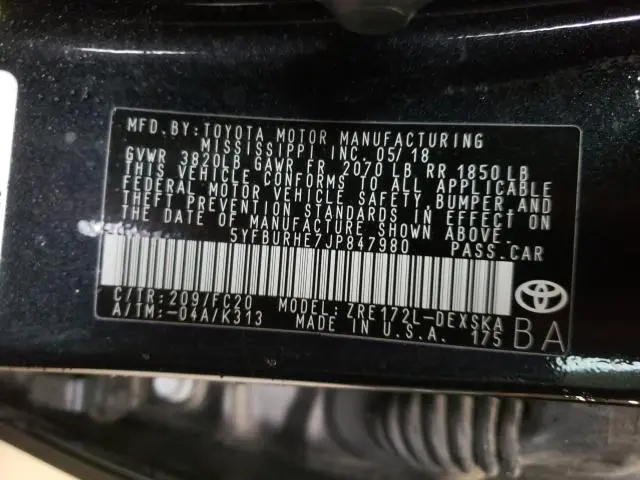 MFD.BY:TOYOTA MOTOR MANUFACTURING
MISSISSIPPI, INC. 05/18
GVWR 3820LB GAWR FR 2070 LB RR 1850 LB
THIS VEHICLE CONFORMS TO ALL APPLICABLE
FEDERAL MOTOR VEHICLE SAFETY, BUMPER AND
THEFT PREVENTION STANDARDS IN EFFECT ON
THE DATE OF MANUFACTURE SHOWN ABOVE.
5YFBURHE7JP847980 PASS.CAR
C/TR:209/FC20 MODEL:ZRE172L-DEXSKA
A/TM:-04A/K313 MADE IN U.S.A. 175
BA